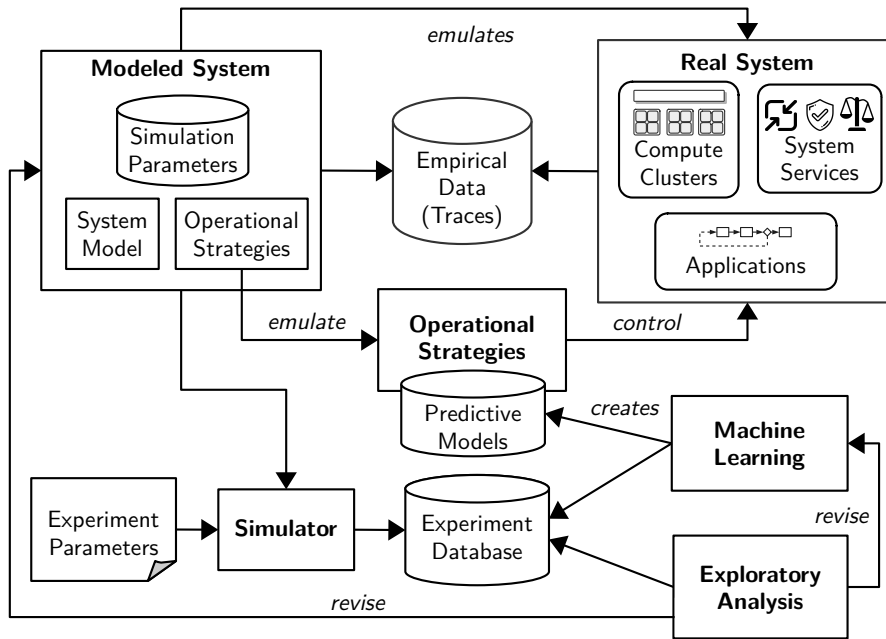 emulates
Modeled System
Real System
Simulation
Parameters
Empirical
Data
(Traces)
Compute
Clusters
System
Services
System
Model
Operational
Strategies
Applications
emulate
Operational
Strategies
control
Predictive
Models
creates
Machine
Learning
Experiment
Parameters
Simulator
Experiment
Database
revise
Exploratory
Analysis
revise